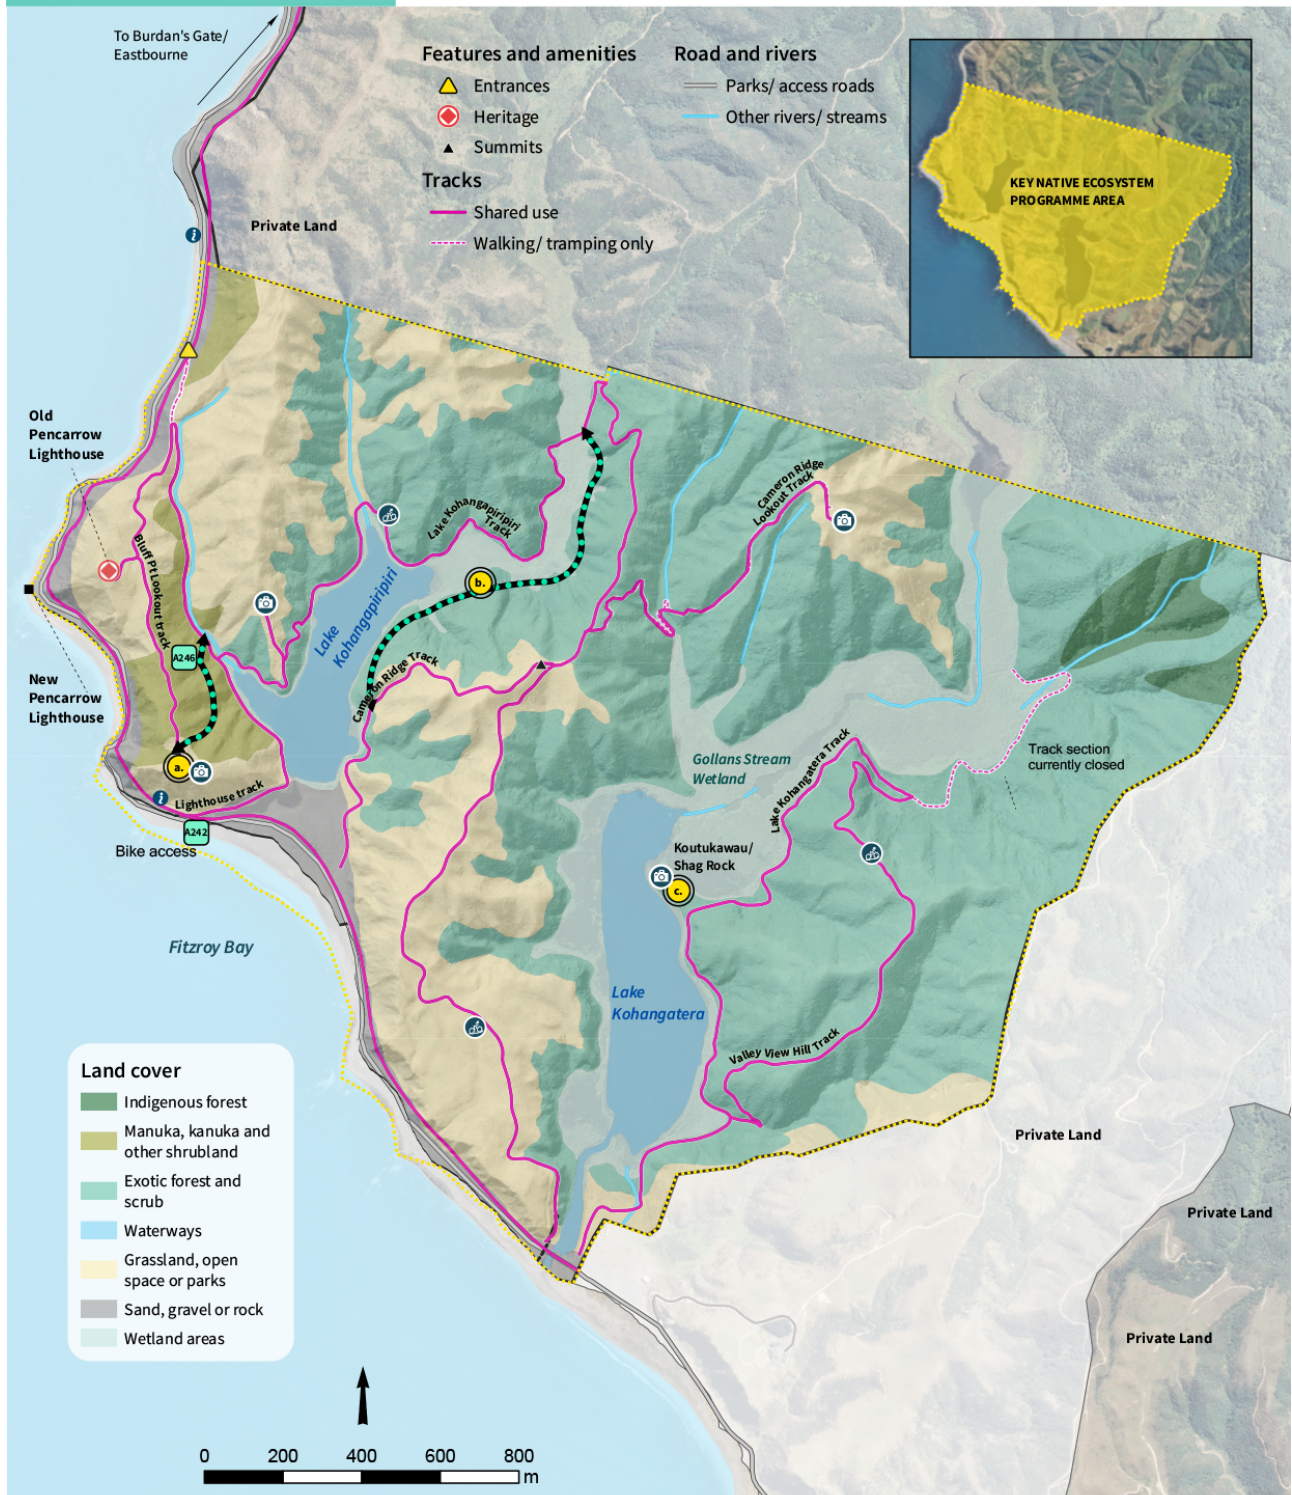 To Burdan's Gate/
Eastbourne
Features and amenities
Entrances
Heritage
Summits
Tracks
Shared use
Walking/ tramping only
Road and rivers
Parks/ access roads
Other rivers/ streams
KEY NATIVE ECOSYSTEM
PROGRAMME AREA
Private Land
i
Old
Pencarrow
Lighthouse
Lake Kohangapiripiri
Track
Cameron Ridge
Lookout Track
Bluff Pt Lookout track
b.
Lake
Kohangapiripiri
A246
New
Pencarrow
Lighthouse
Cameron Ridge Track
a.
i
Lighthouse track
A242
Bike access
Gollans Stream
Wetland
Lake Kohangatera Track
Track section
currently closed
Koutukawau/
Shag Rock
c.
Fitzroy Bay
Lake
Kohangatera
Valley View Hill Track
Land cover
Indigenous forest
Manuka, kanuka and
other shrubland
Exotic forest and
scrub
Waterways
Grassland, open
space or parks
Sand, gravel or rock
Wetland areas
Private Land
Private Land
Private Land
0 200 400 600 800
m